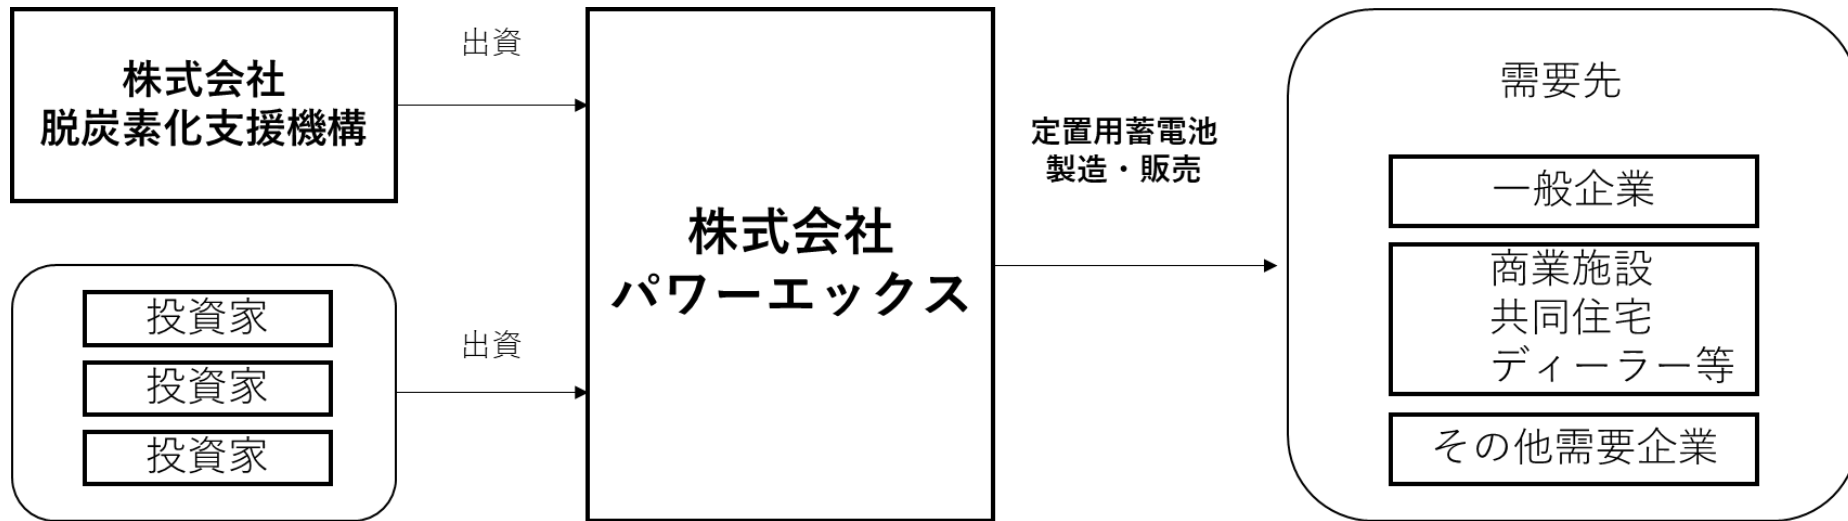 株式会社
脱炭素化支援機構
出資
投資家
投資家
投資家
出資
株式会社
パワーエックス
定置用蓄電池
製造・販売
需要先
一般企業
商業施設
共同住宅
ディーラー等
その他需要企業